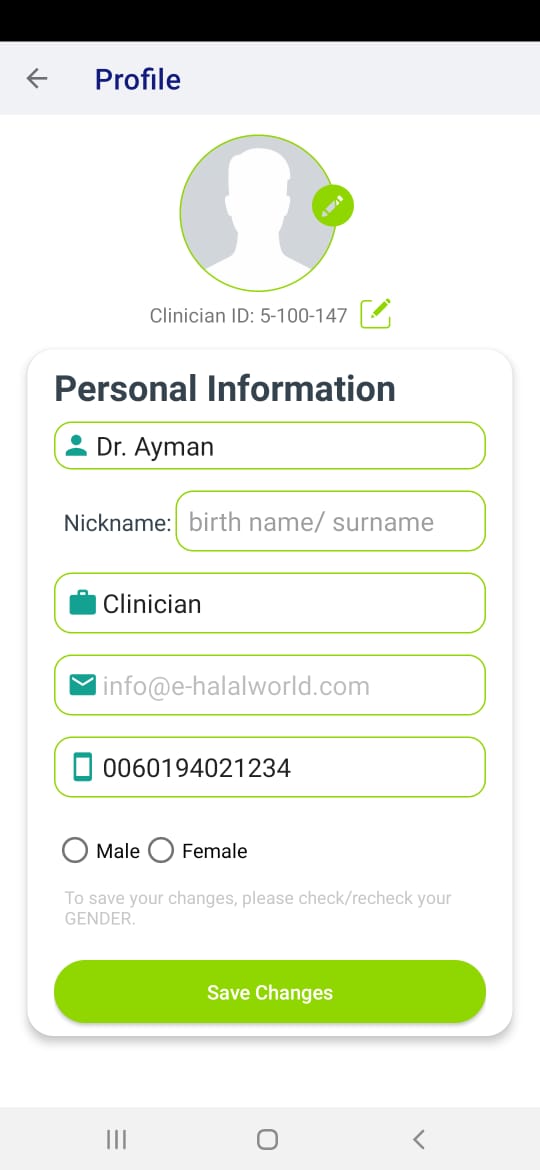 Profile
Clinician ID: 5-100-147
Personal Information
Dr. Ayman
Nickname: birth name/ surname
Clinician
info@e-halalworld.com
0060194021234
Male Female
To save your changes, please check/recheck your
GENDER.
Save Changes